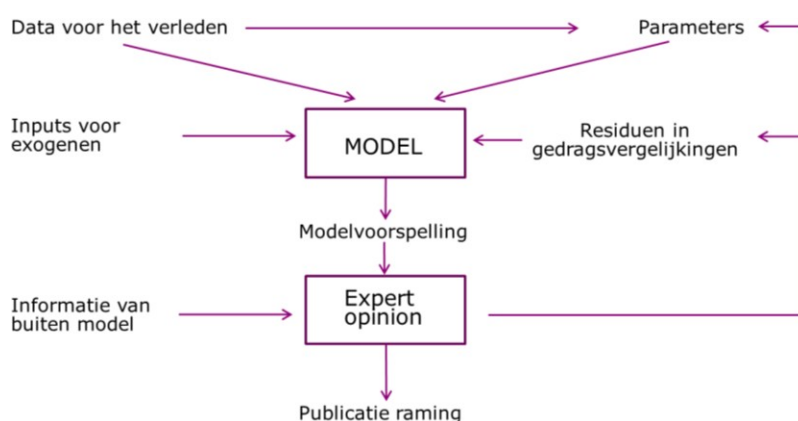 Data voor het verleden
Parameters
Inputs voor
exogenen
MODEL
Residuen in
gedragsvergelijkingen
Modelvoorspelling
Informatie van
buiten model
Expert
opinion
Publicatie raming